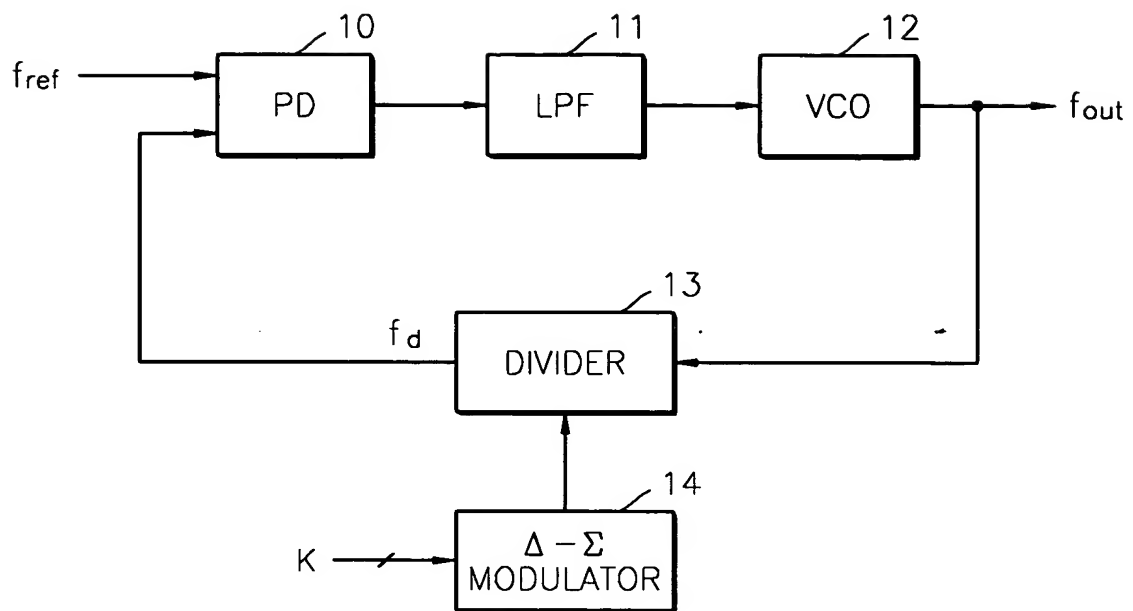 10
11
12
fref
PD
LPF
VCO
fout
13
fd
DIVIDER
14
K
Δ-Σ
MODULATOR